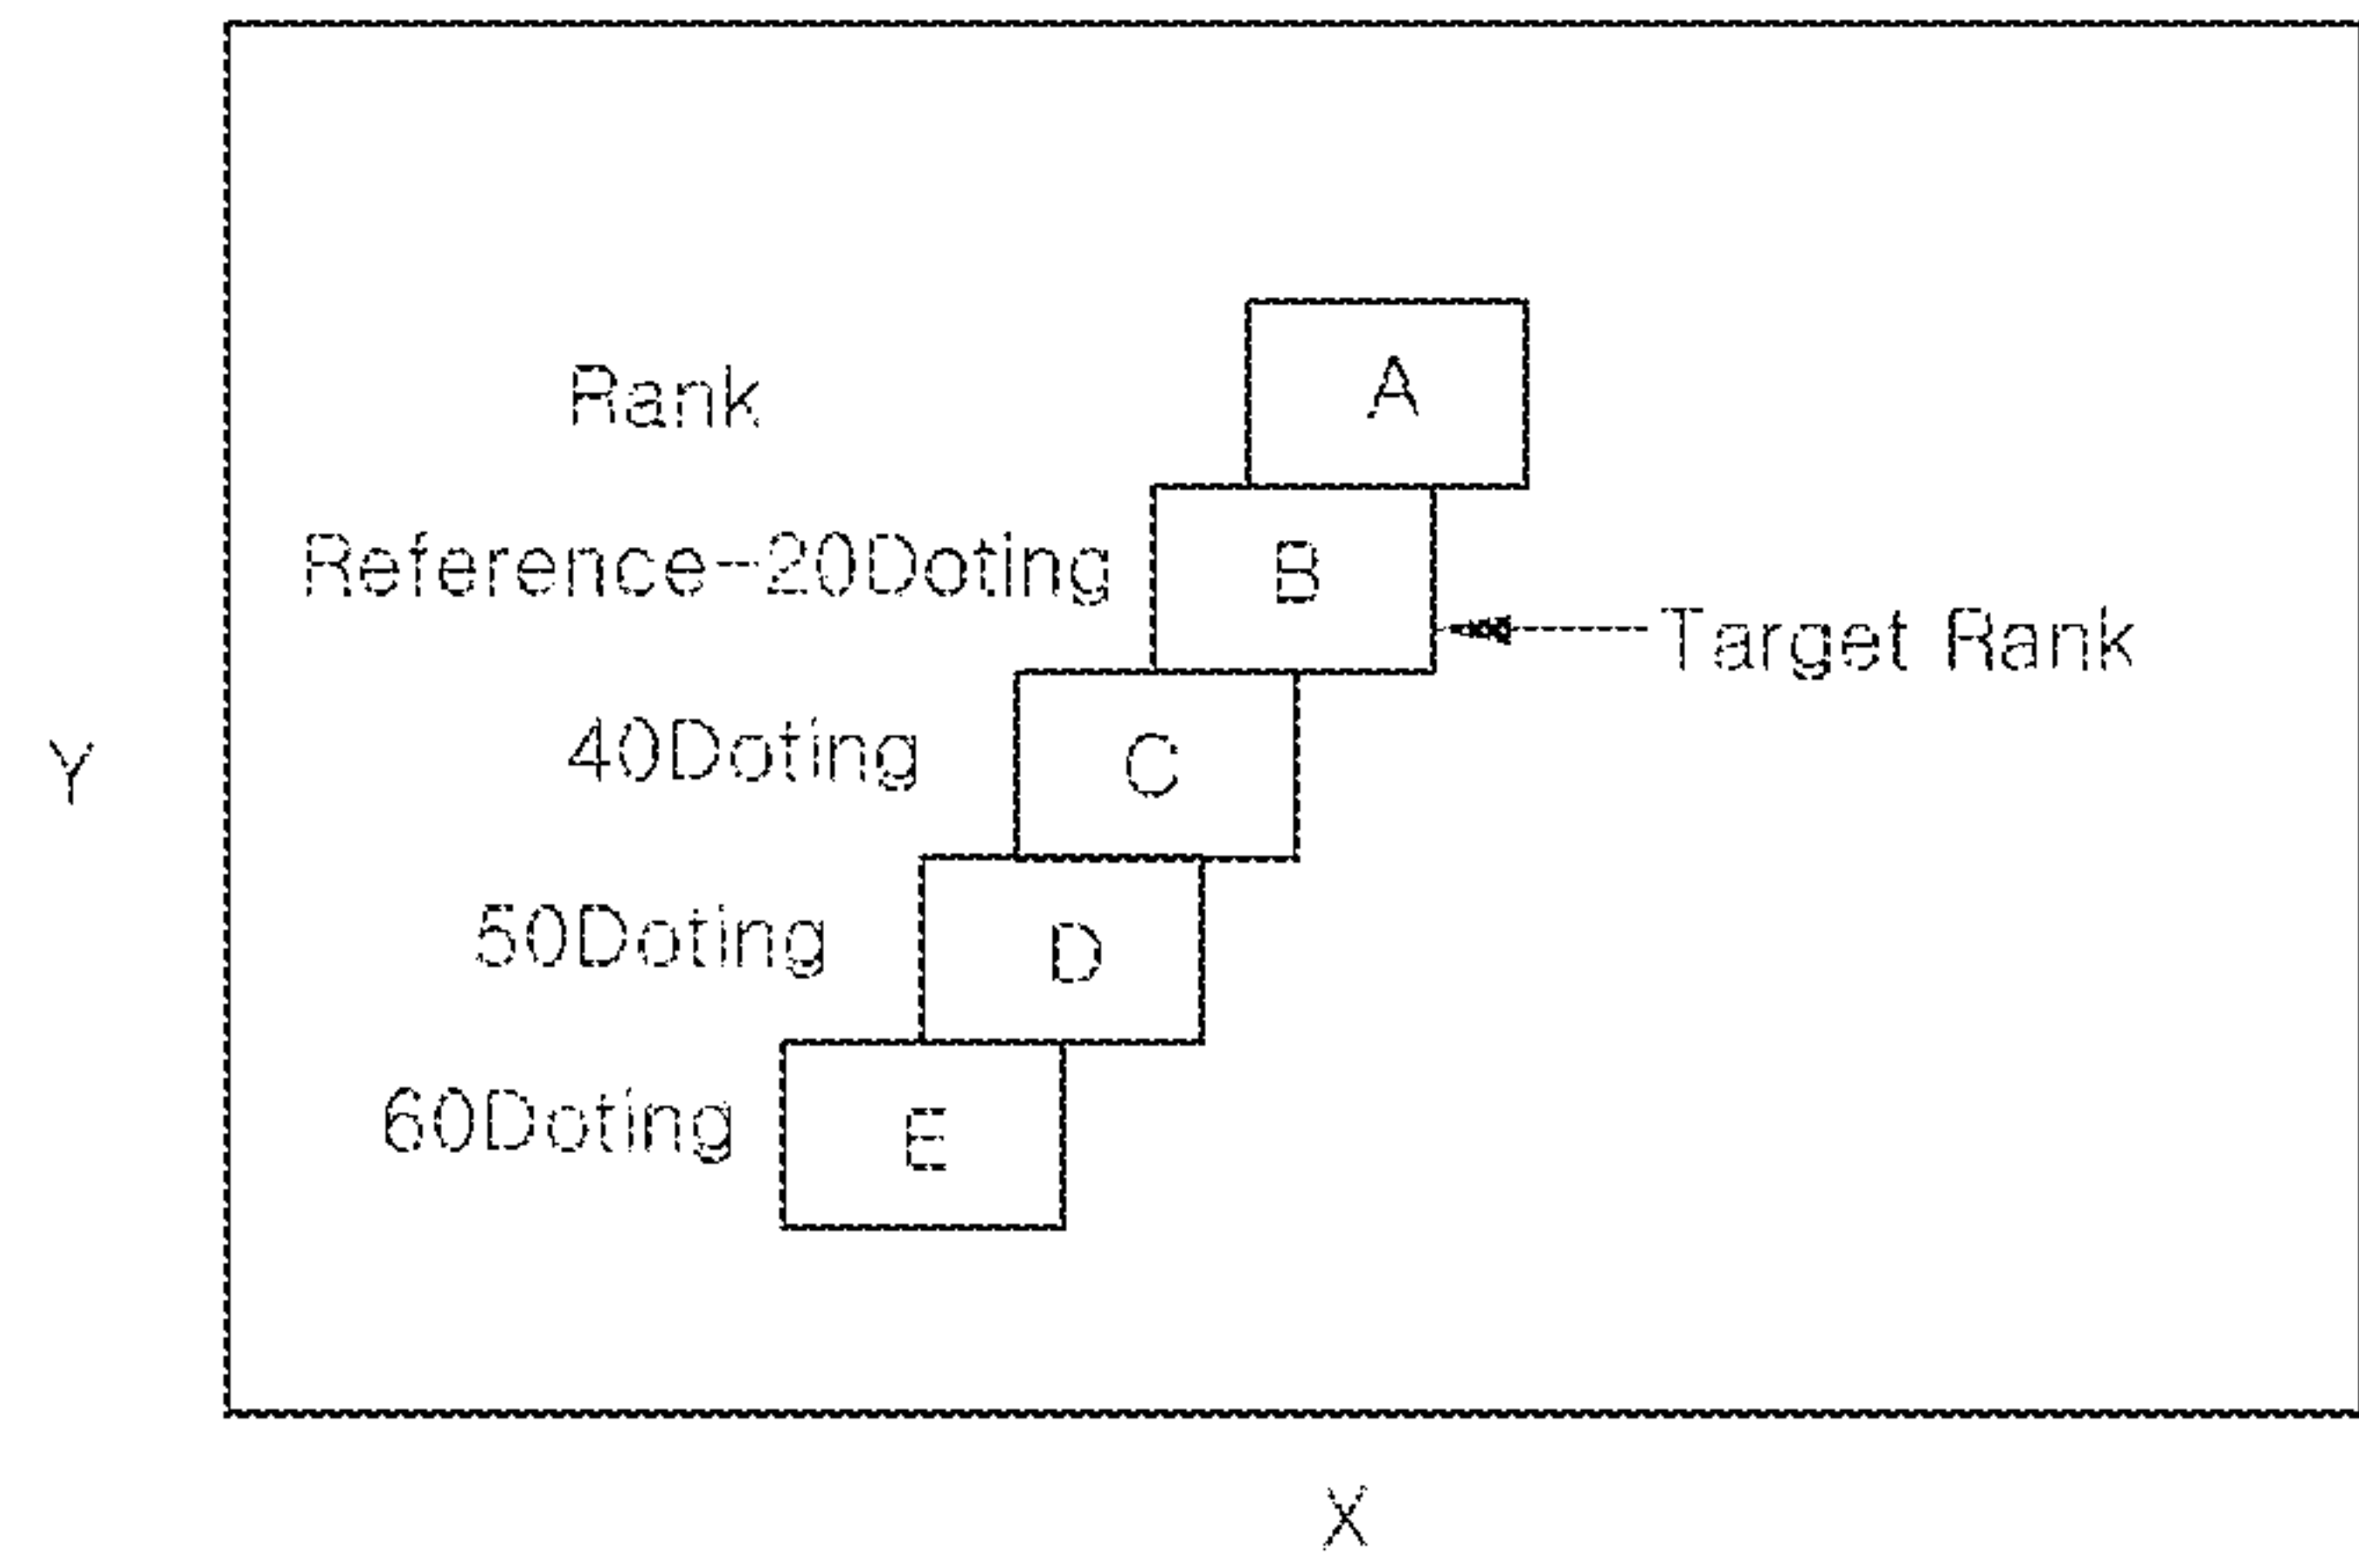 Rank A
Reference-20Doting B
Target Rank
40Doting C
Y
50Doting D
60Doting E
X